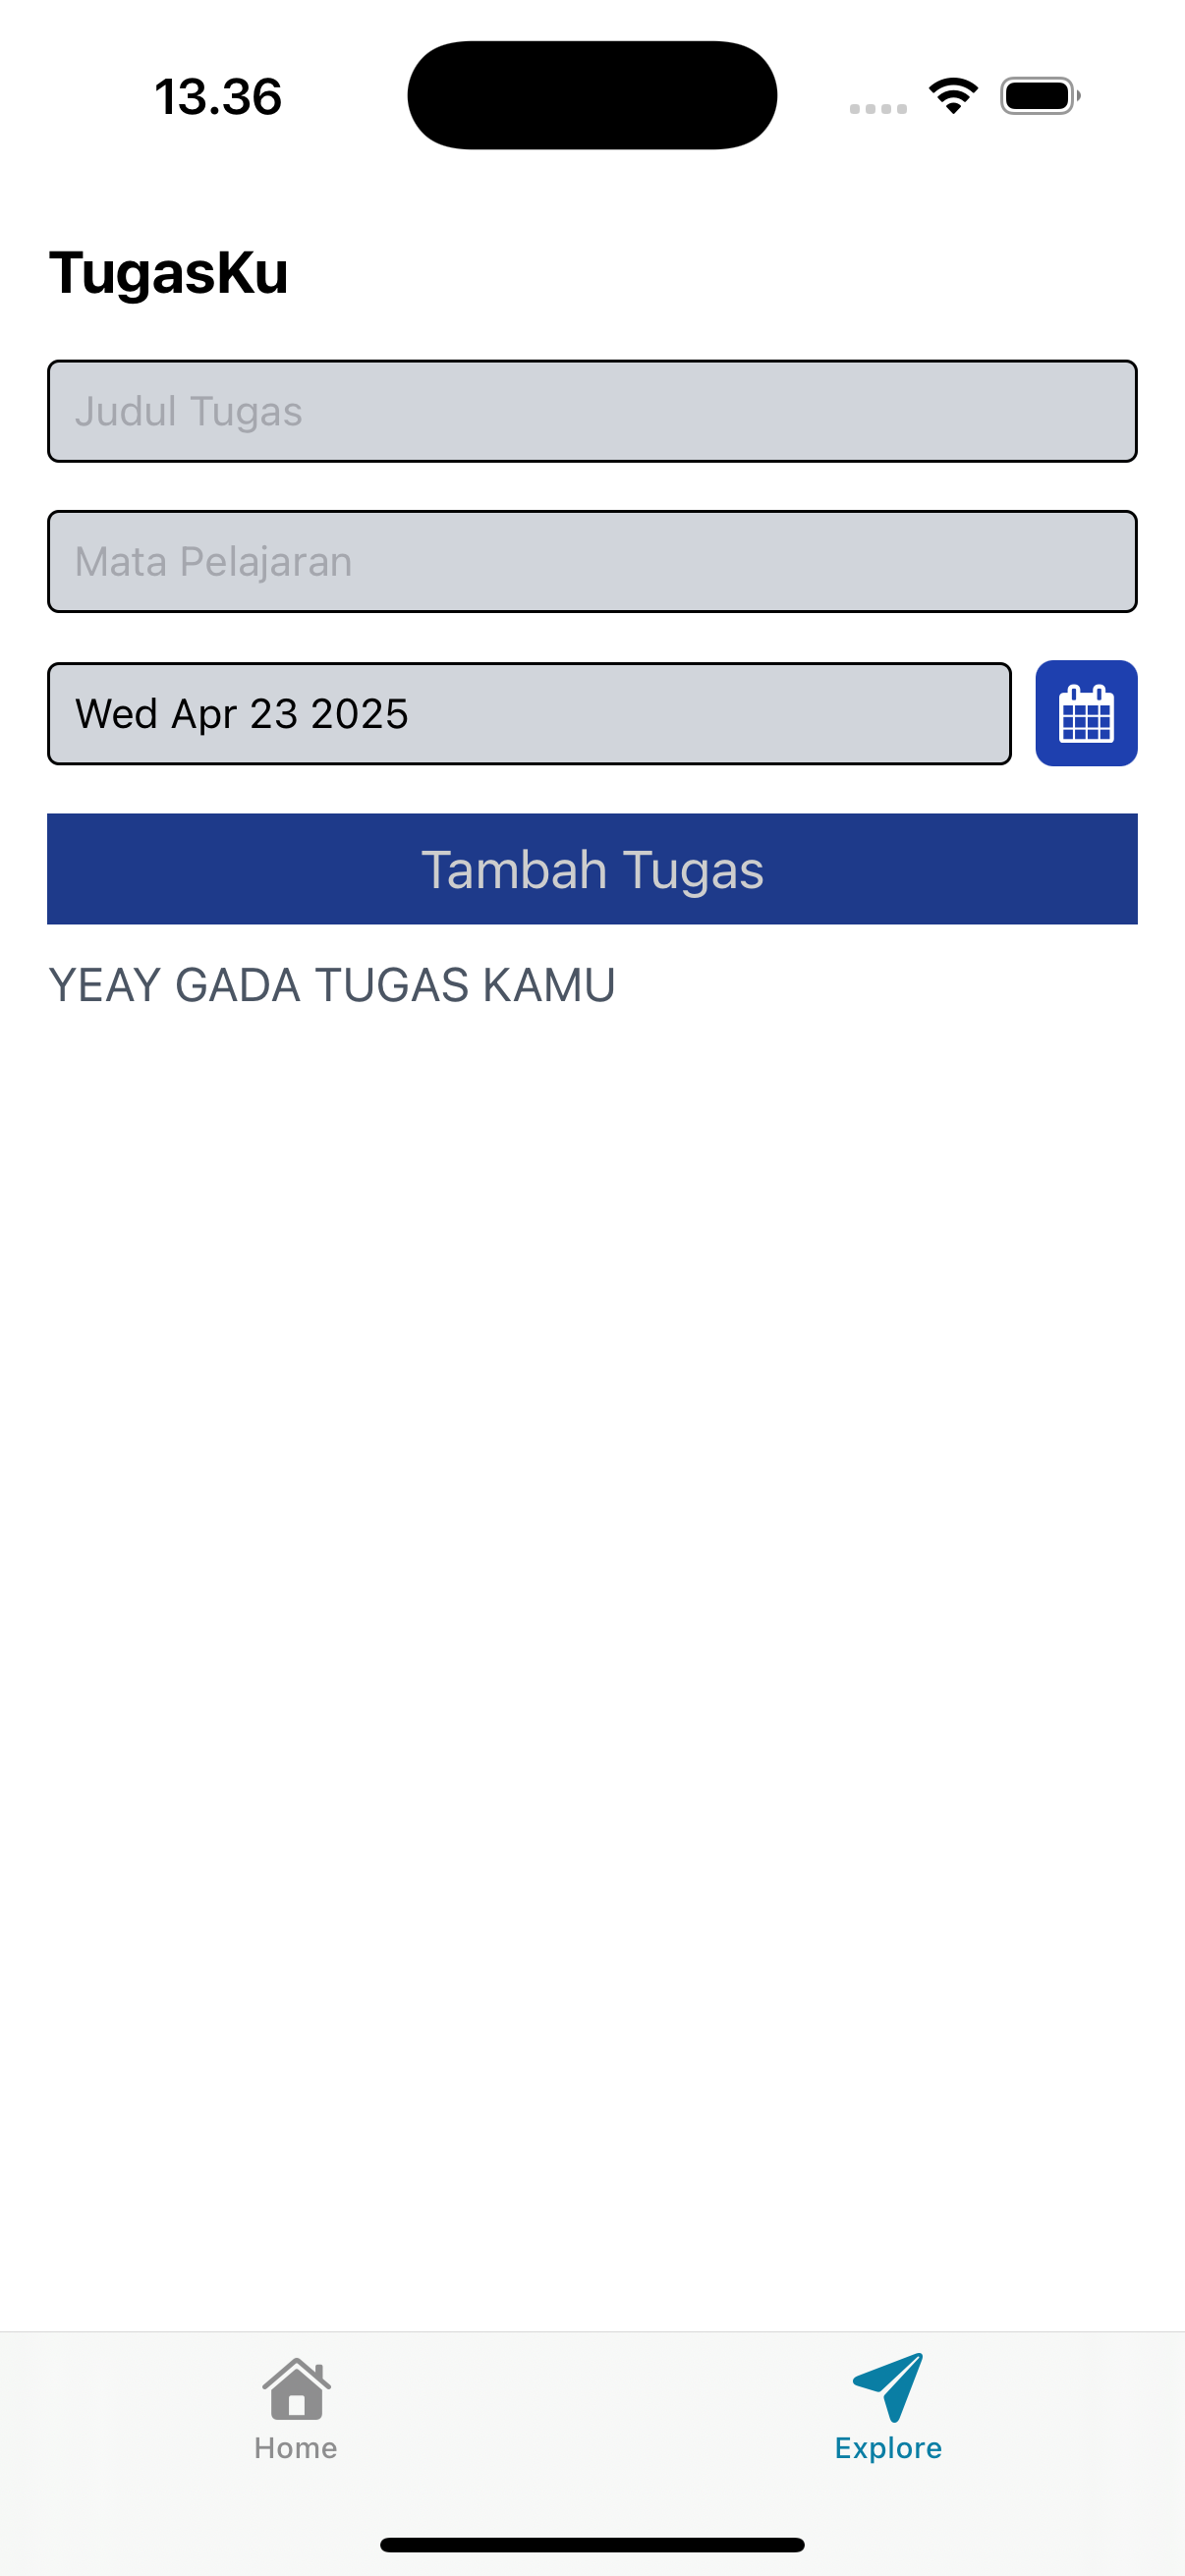 13.36
TugasKu
Judul Tugas
Mata Pelajaran
Wed Apr 23 2025
Tambah Tugas
YEAY GADA TUGAS KAMU
Home
Explore